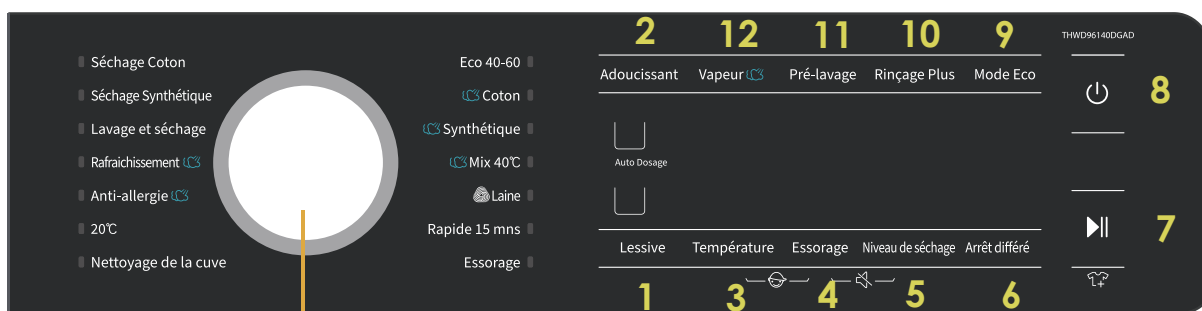 2 12 11 10 9
THWD96140DGAD
Adoucissant Vapeur Pré-lavage Rinçage Plus Mode Eco
8
Séchage Coton
Séchage Synthétique
Lavage et séchage
Rafraichissement
Anti-allergie
20℃
Nettoyage de la cuve
Eco 40-60
Coton
Synthétique
Mix 40℃
Laine
Rapide 15 mns
Essorage
Auto Dosage
7
Lessive Température Essorage Niveau de séchage Arrêt différé
1 3 4 5 6